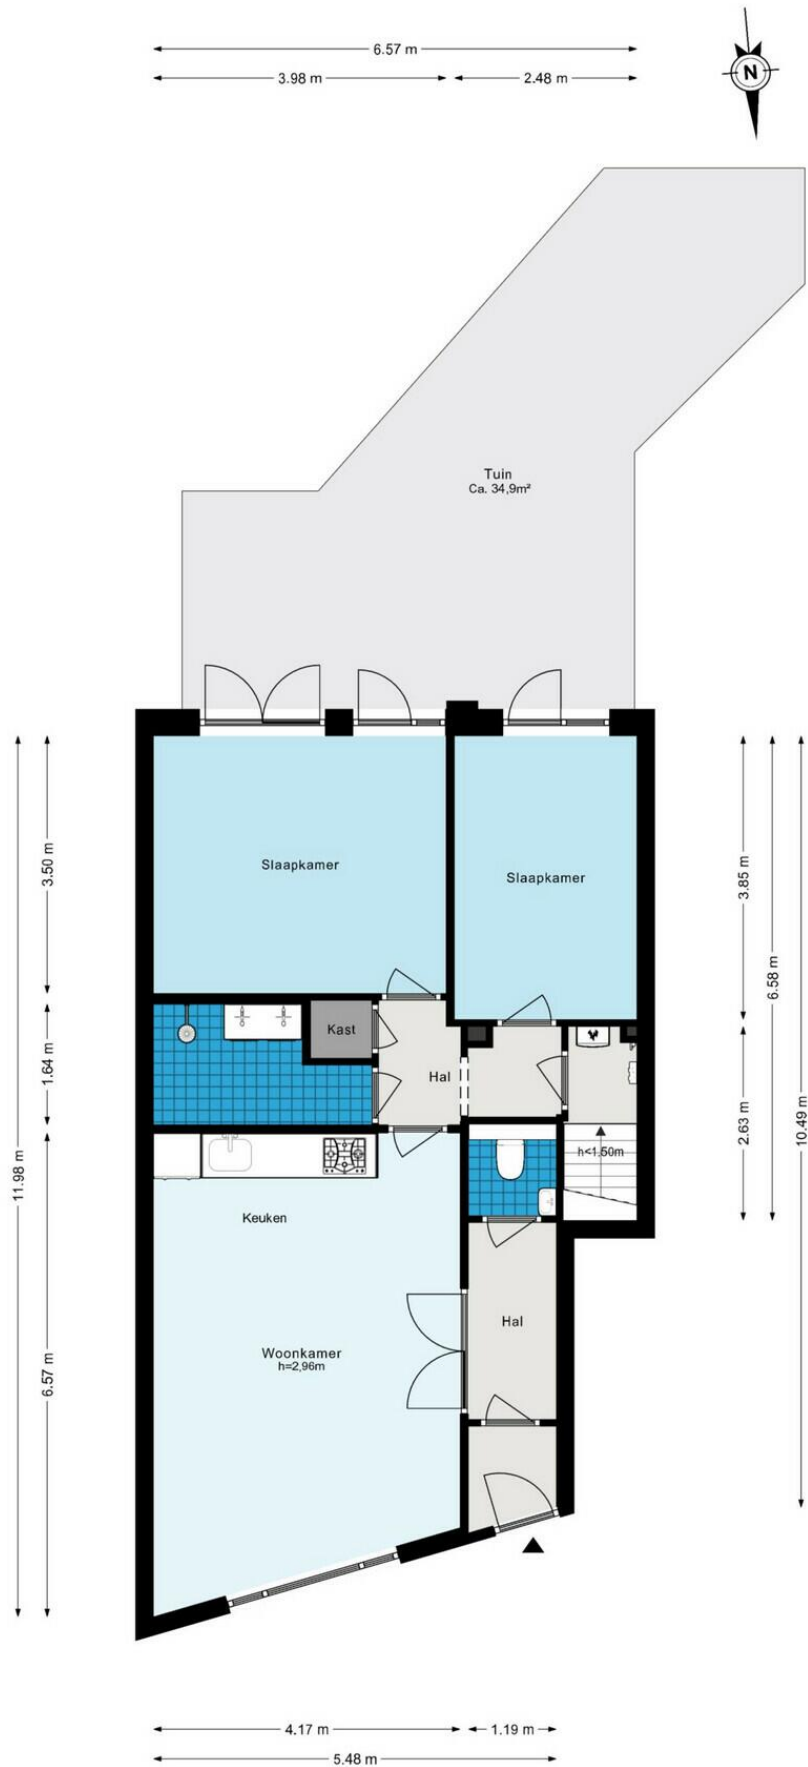 6.57 m
3.98 m
2.48 m
N
Tuin
Ca. 34,9m²
Slaapkamer
Slaapkamer
3.50 m
3.85 m
6.58 m
10.49 m
Kast
Hal
1.64 m
2.63 m
h<1,50m
11.98 m
Keuken
Hal
Woonkamer
h=2,96m
6.57 m
4.17 m
1.19 m
5.48 m